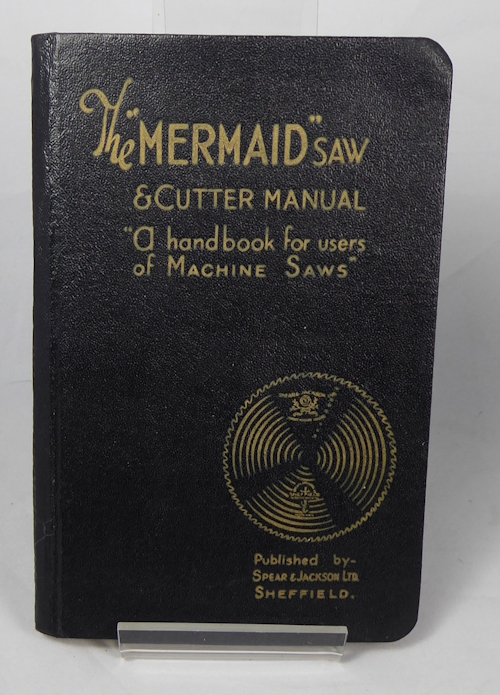 The "MERMAID" SAW
& CUTTER MANUAL
"A handbook for users
of MACHINE SAWS"
Published by-
SPEAR & JACKSON LTD.
SHEFFIELD.